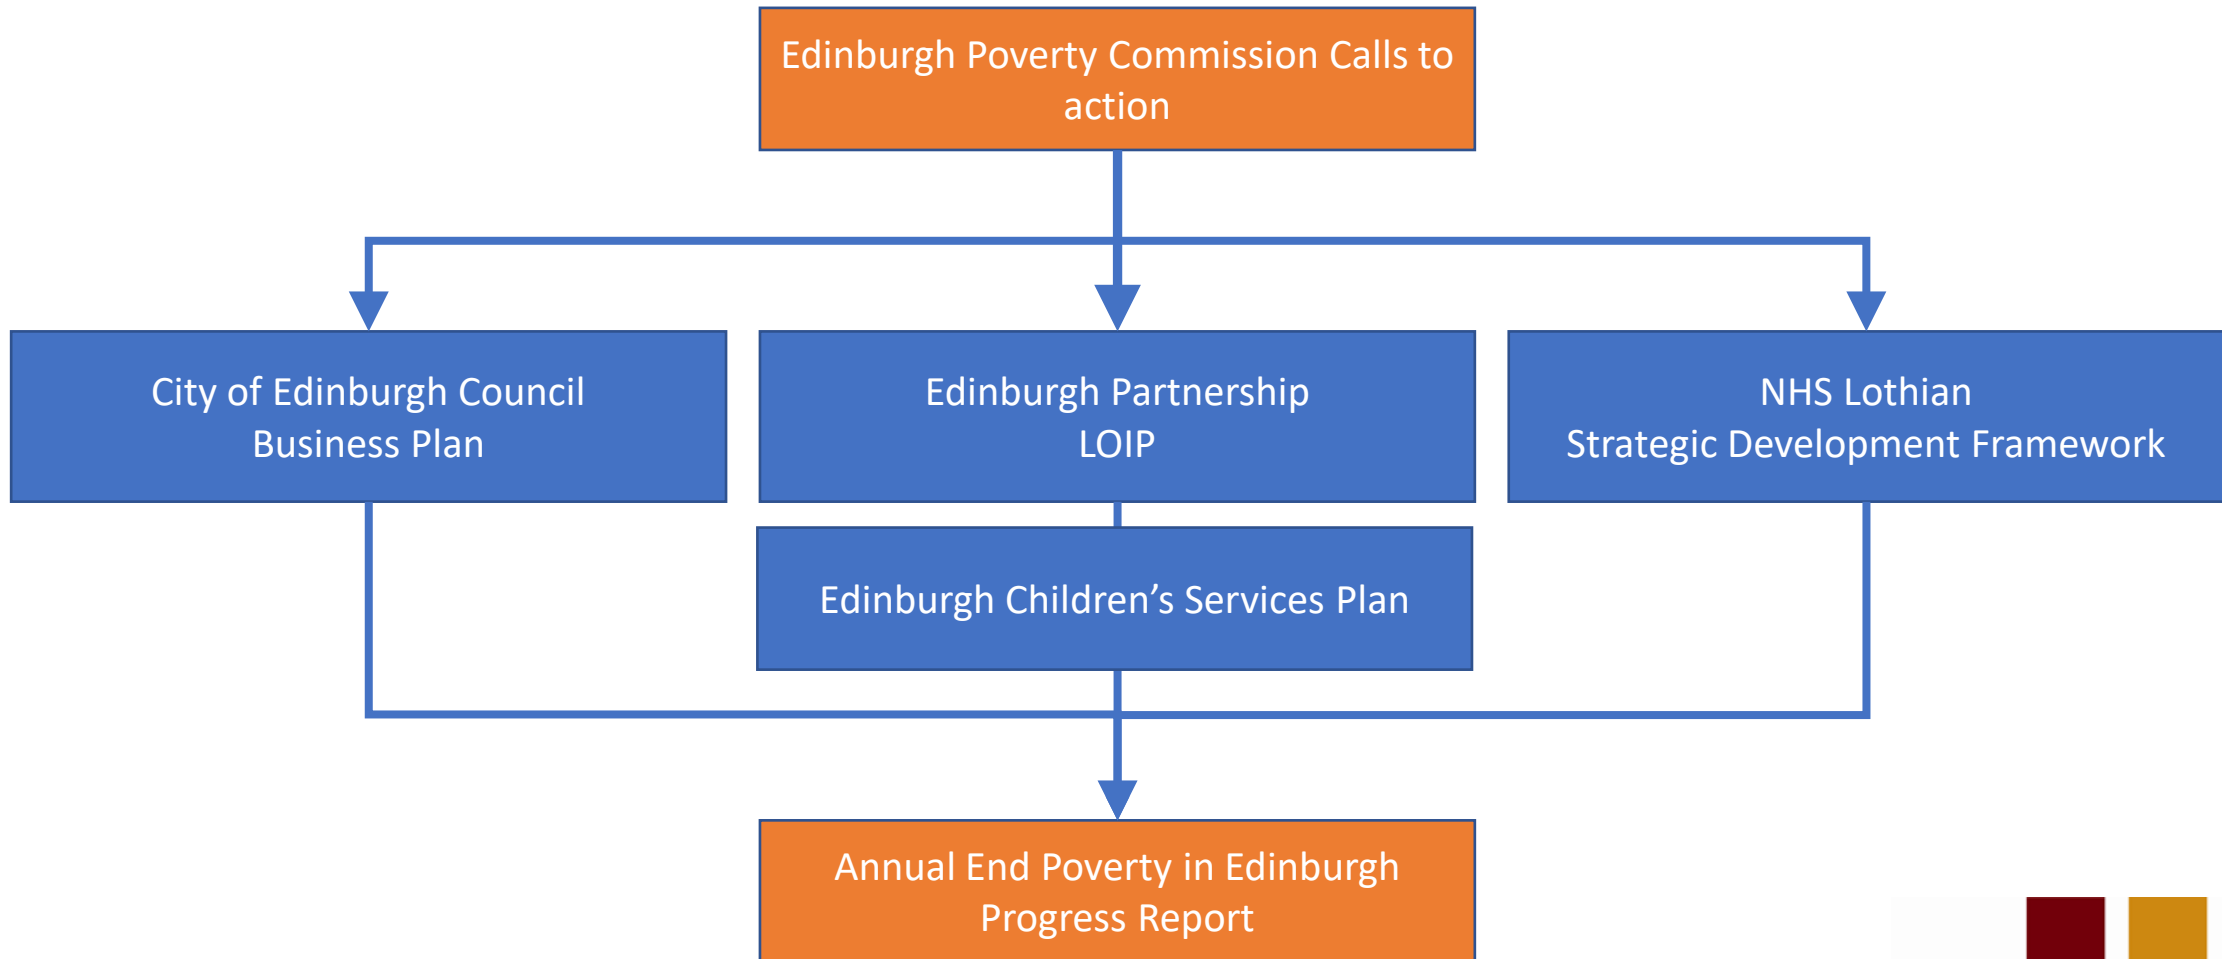 Edinburgh Poverty Commission Calls to
action
City of Edinburgh Council
Business Plan
Edinburgh Partnership
LOIP
NHS Lothian
Strategic Development Framework
Edinburgh Children’s Services Plan
Annual End Poverty in Edinburgh
Progress Report